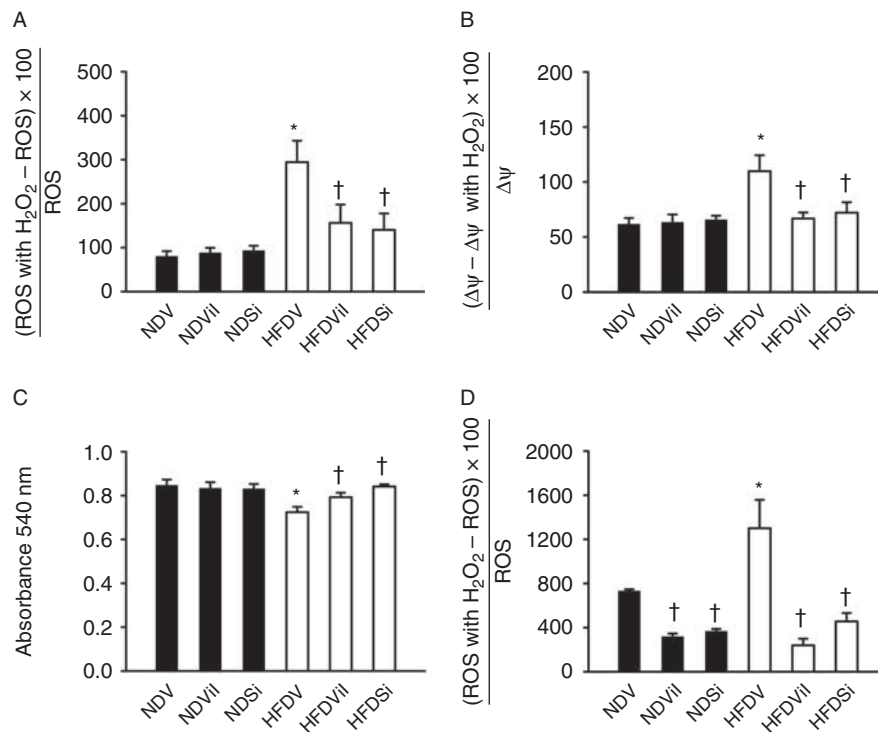 A
(ROS with H₂O₂ – ROS) × 100
ROS
500
400
300
200
100
0
*
†
†
NDV
NDVil
NDSi
HFDV
HFDVil
HFDSi
B
(Δψ – Δψ with H₂O₂) × 100
Δψ
200
150
100
50
0
*
†
†
NDV
NDVil
NDSi
HFDV
HFDVil
HFDSi
C
Absorbance 540 nm
1.0
0.8
0.6
0.4
0.2
0.0
*
†
†
NDV
NDVil
NDSi
HFDV
HFDVil
HFDSi
D
(ROS with H₂O₂ – ROS) × 100
ROS
2000
1600
1200
800
400
0
†
†
*
†
†
NDV
NDVil
NDSi
HFDV
HFDVil
HFDSi